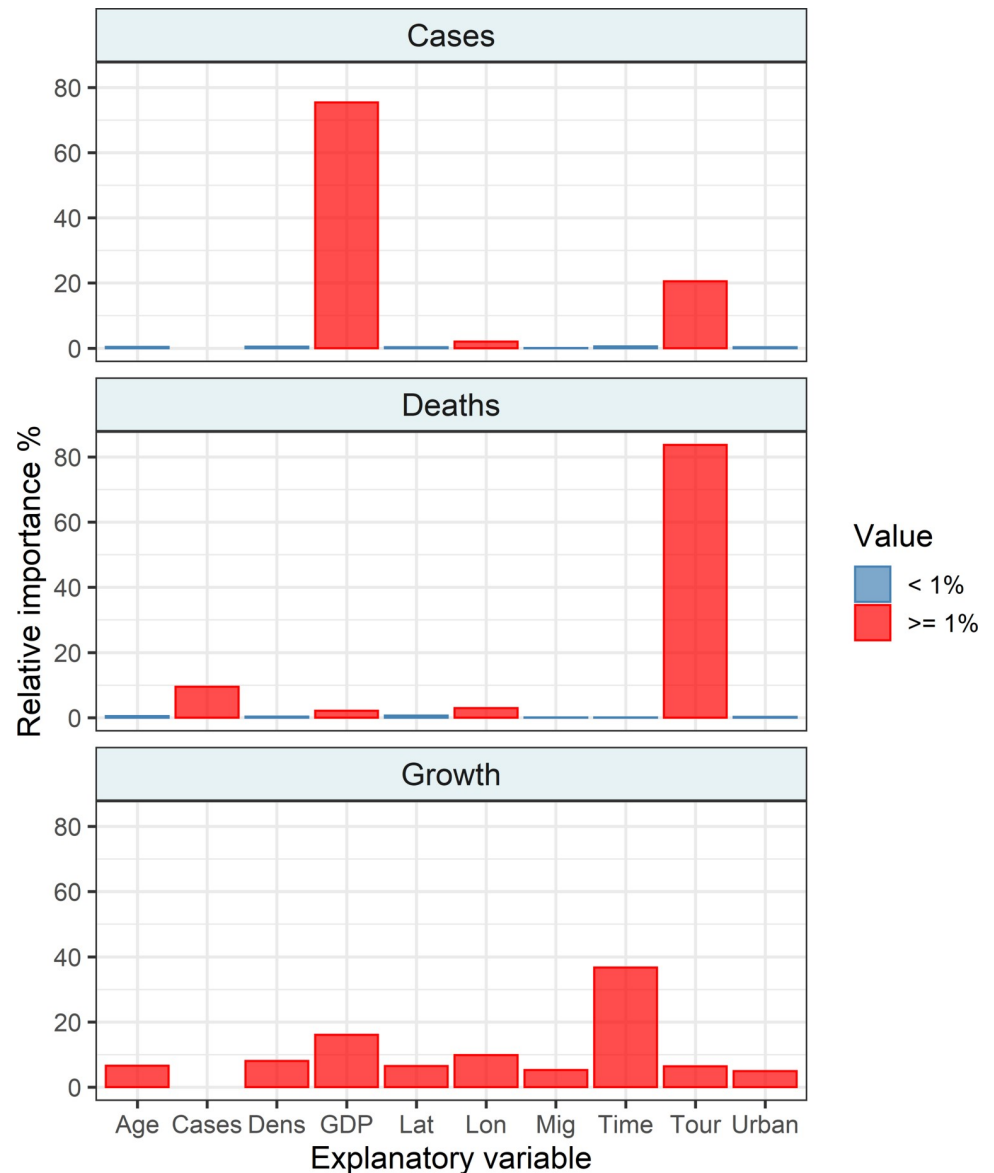 Cases
80
60
40
20
0
Deaths
80
60
40
20
0
Growth
80
60
40
20
0
Age Cases Dens GDP Lat Lon Mig Time Tour Urban
Explanatory variable
Relative importance %
Value
< 1%
>= 1%